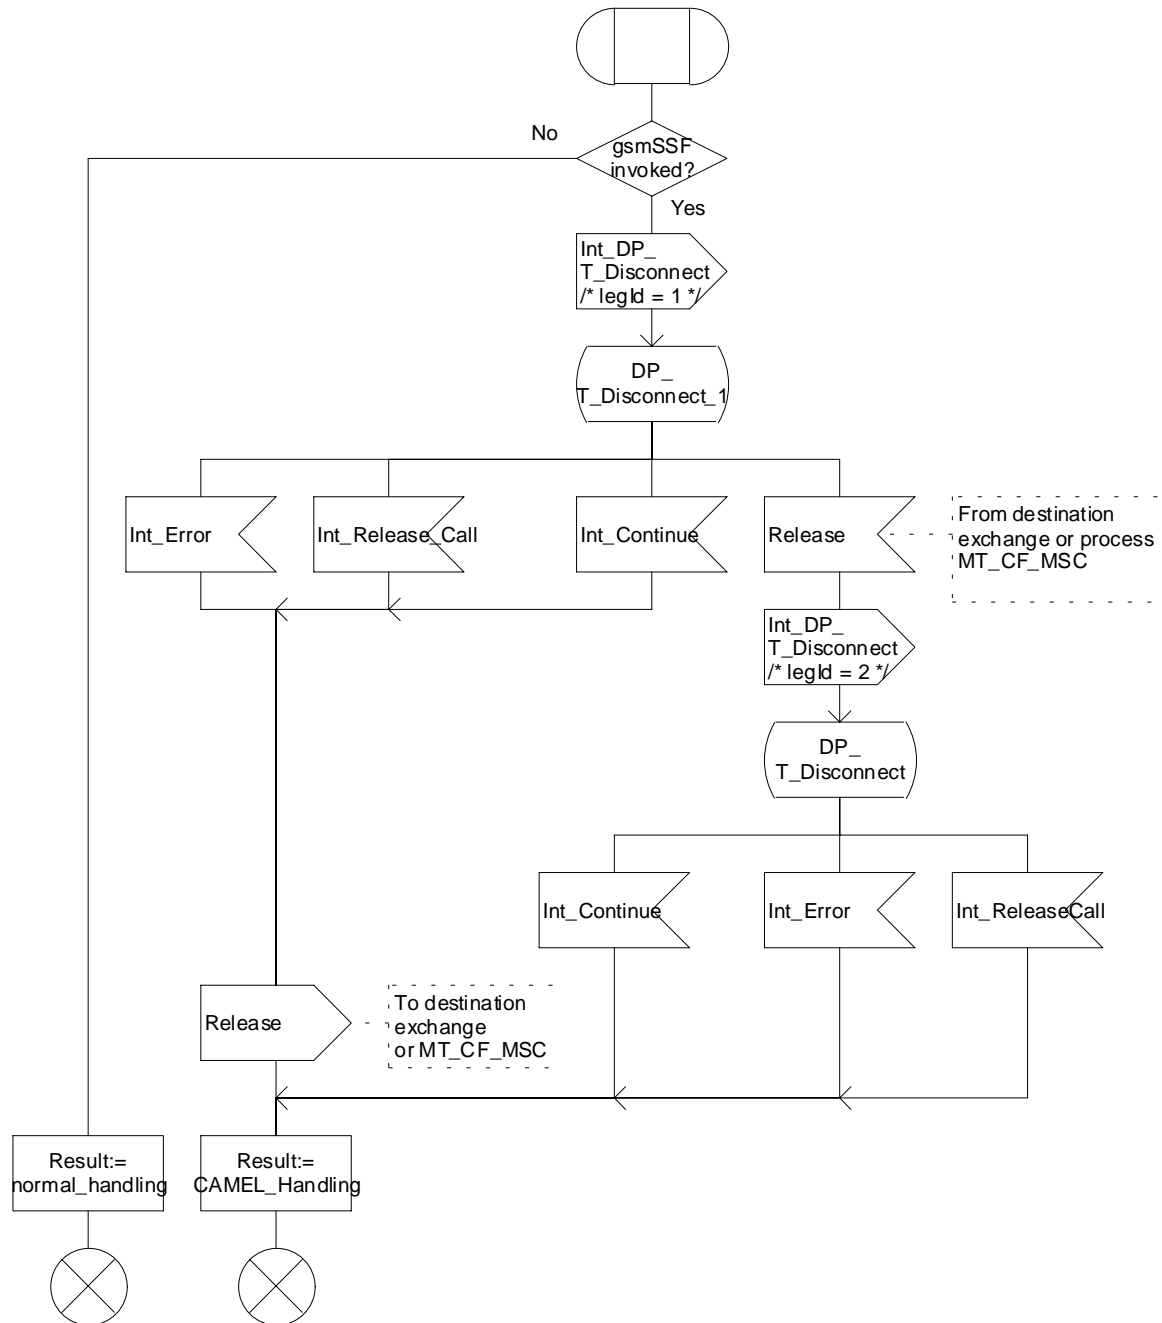 No
gsmSSF
invoked?
Yes
Int_DP_
T_Disconnect
/* legId = 1 */
DP_
T_Disconnect_1
Int_Error
Int_Release_Call
Int_Continue
Release
From destination
exchange or process
MT_CF_MSC
Int_DP_
T_Disconnect
/* legId = 2 */
DP_
T_Disconnect
Int_Continue
Int_Error
Int_ReleaseCall
Release
To destination
exchange
or MT_CF_MSC
Result:=
normal_handling
Result:=
CAMEL_Handling